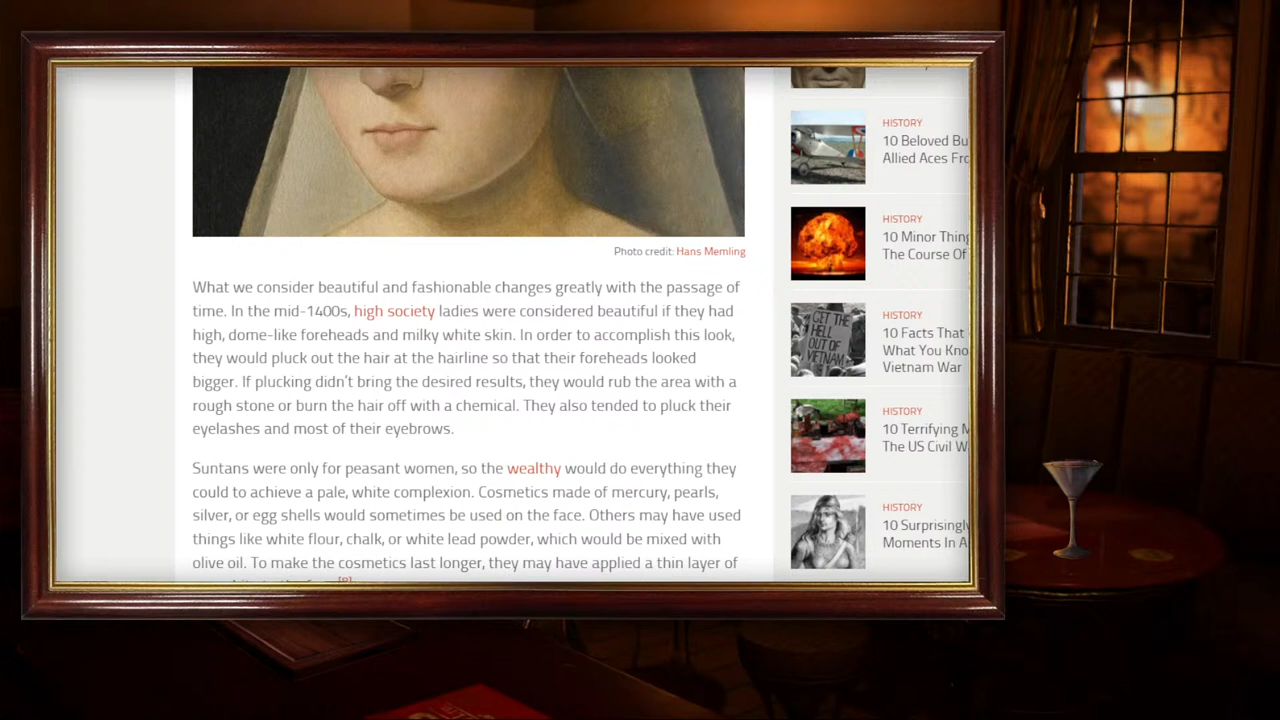 Photo credit: Hans Memling
What we consider beautiful and fashionable changes greatly with the passage of
time. In the mid-1400s, high society ladies were considered beautiful if they had
high, dome-like foreheads and milky white skin. In order to accomplish this look,
they would pluck out the hair at the hairline so that their foreheads looked
bigger. If plucking didn't bring the desired results, they would rub the area with a
rough stone or burn the hair off with a chemical. They also tended to pluck their
eyelashes and most of their eyebrows.
Suntans were only for peasant women, so the wealthy would do everything they
could to achieve a pale, white complexion. Cosmetics made of mercury, pearls,
silver, or egg shells would sometimes be used on the face. Others may have used
things like white flour, chalk, or white lead powder, which would be mixed with
olive oil. To make the cosmetics last longer, they may have applied a thin layer of
HISTORY
10 Beloved Bu
Allied Aces Fro
HISTORY
10 Minor Thing
The Course Of
HISTORY
10 Facts That
What You Kno
Vietnam War
GET THE
HELL
OUT OF
VIETNAM
HISTORY
10 Terrifying M
The US Civil W
HISTORY
10 Surprisingly
Moments In A